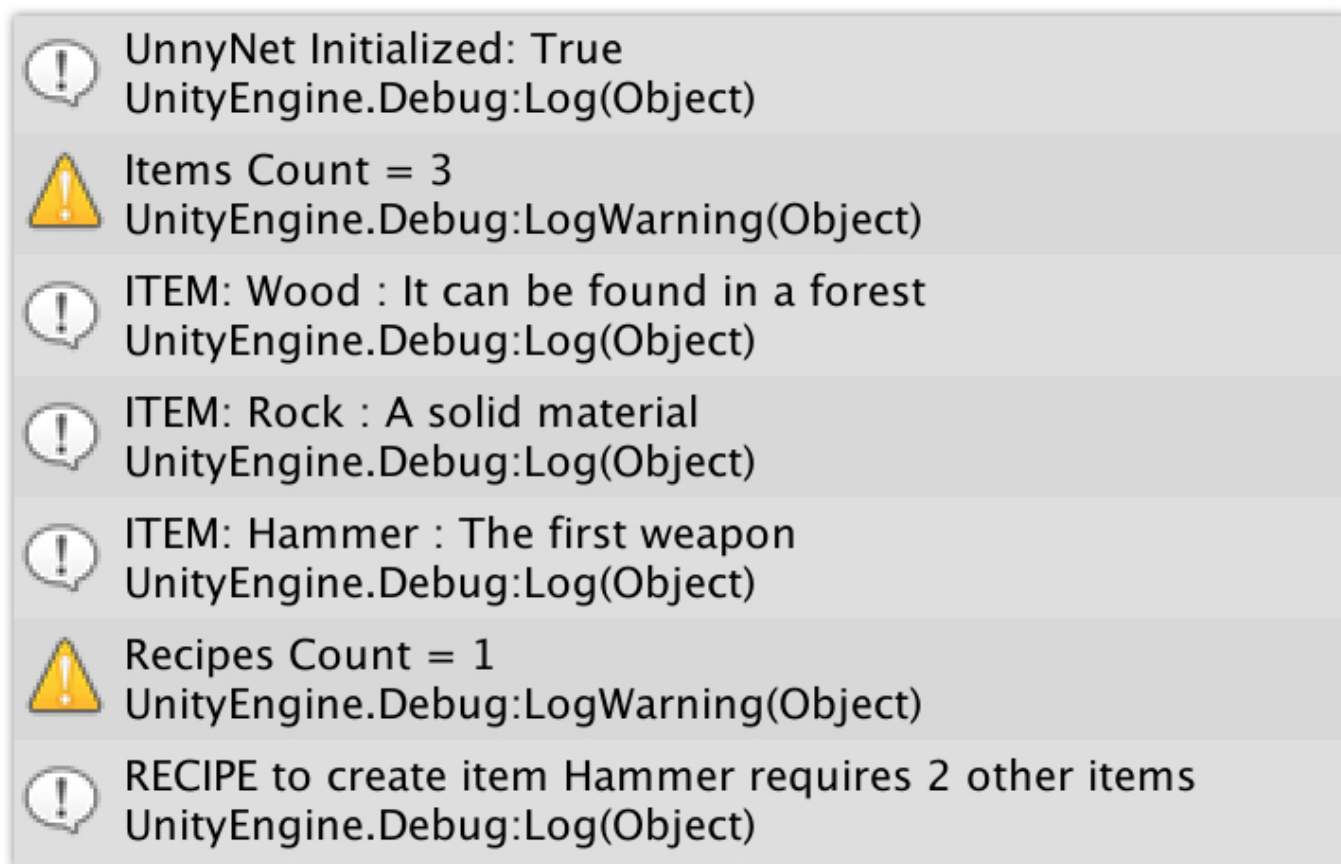 UnnyNet Initialized: True
UnityEngine.Debug:Log(Object)
Items Count = 3
UnityEngine.Debug:LogWarning(Object)
ITEM: Wood : It can be found in a forest
UnityEngine.Debug:Log(Object)
ITEM: Rock : A solid material
UnityEngine.Debug:Log(Object)
ITEM: Hammer : The first weapon
UnityEngine.Debug:Log(Object)
Recipes Count = 1
UnityEngine.Debug:LogWarning(Object)
RECIPE to create item Hammer requires 2 other items
UnityEngine.Debug:Log(Object)